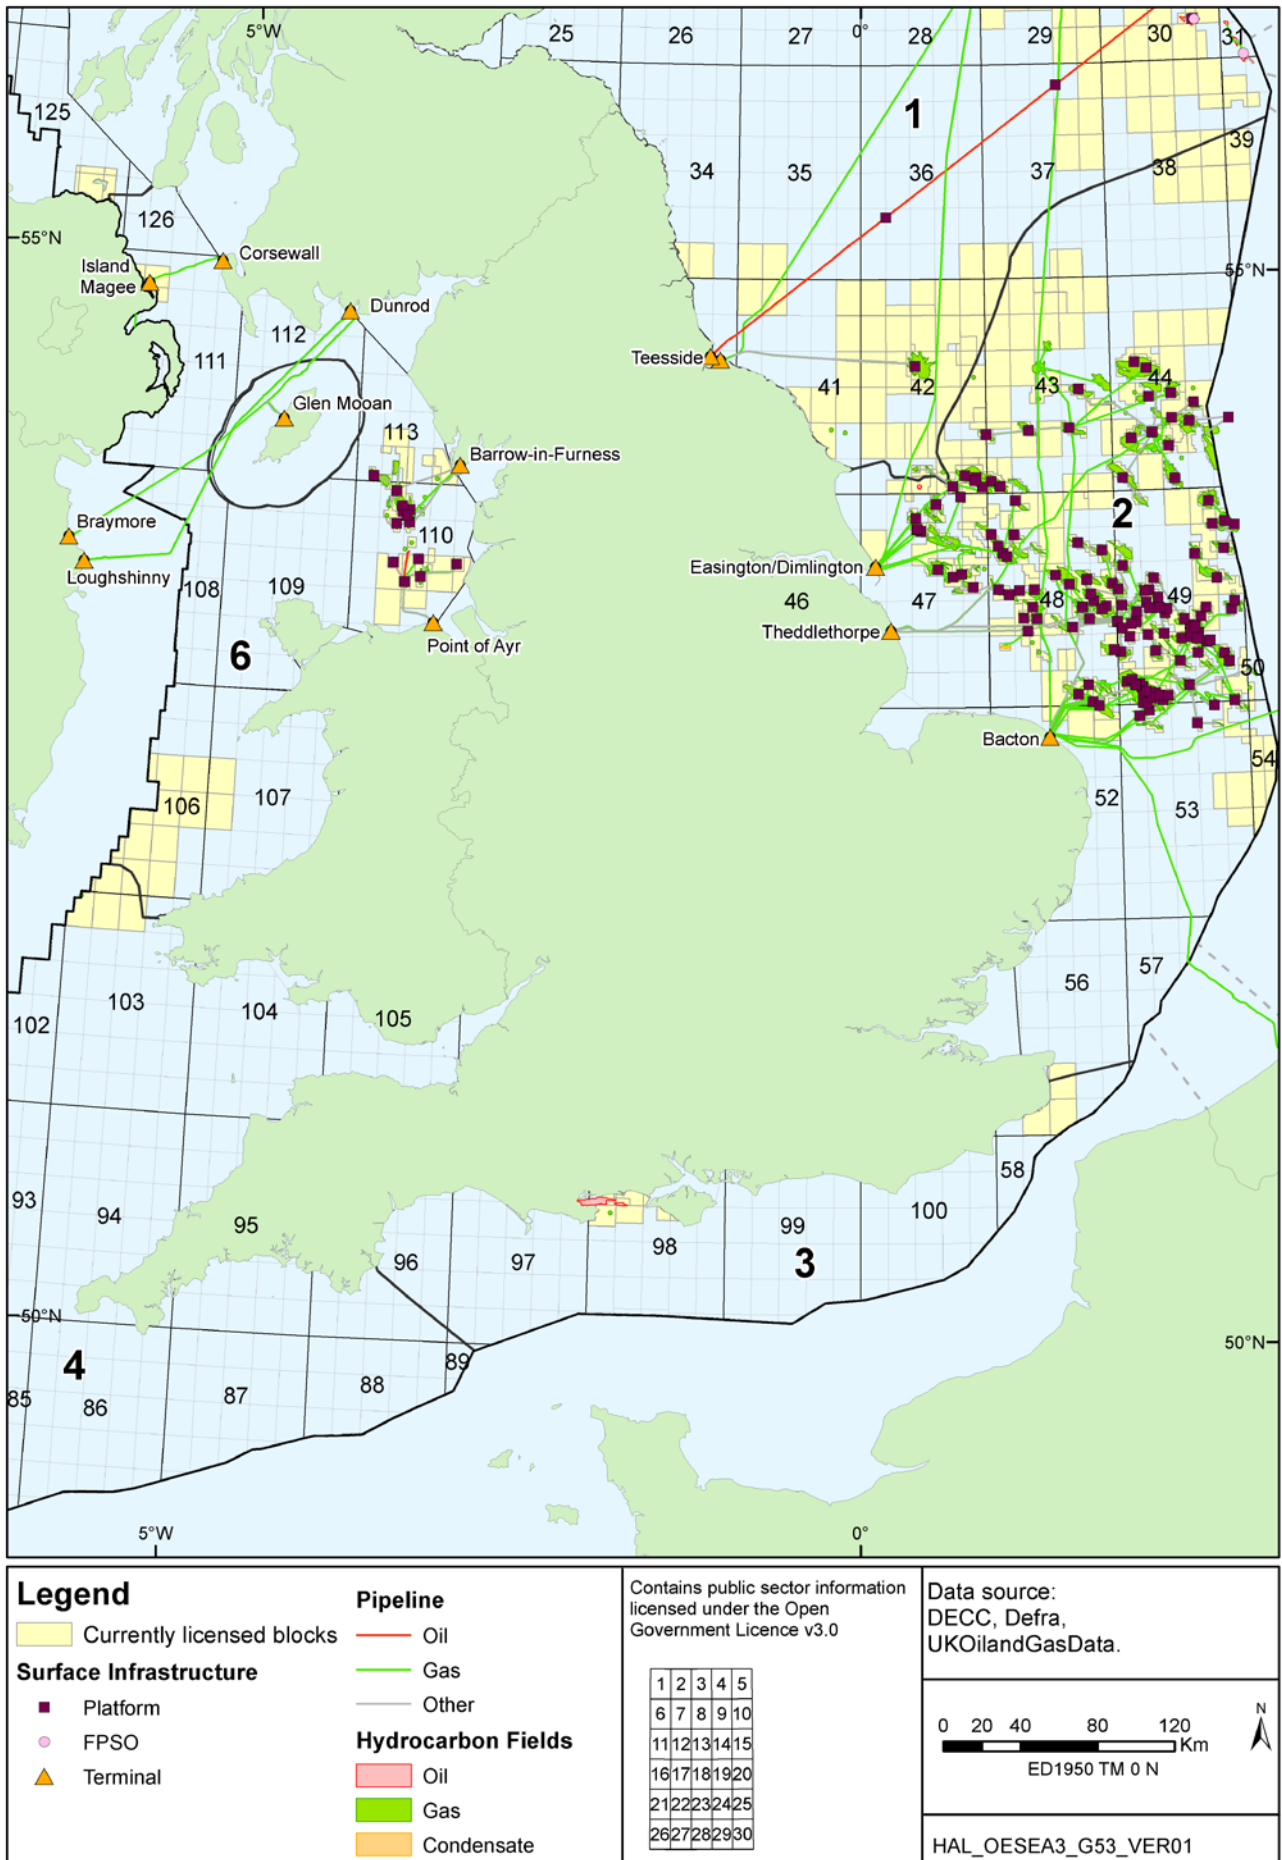 5°W
25
26
27
0°
28
29
30
31
125
1
34
35
36
37
38
39
126
55°N
Corsewall
Island
Magee
55°N
Dunrod
112
111
Teesside
41
42
43
44
Glen Mooan
113
Barrow-in-Furness
2
Braymore
110
Loughshinny
108
109
Easington/Dimlington
46
47
48
49
Theddlethorpe
6
Point of Ayr
50
Bacton
54
106
107
52
53
103
104
105
102
56
57
58
93
94
95
96
97
98
99
100
3
50°N
50°N
4
85
86
87
88
89
5°W
0°
Legend
Currently licensed blocks
Surface Infrastructure
Platform
FPSO
Terminal
Pipeline
Oil
Gas
Other
Hydrocarbon Fields
Oil
Gas
Condensate
Contains public sector information
licensed under the Open
Government Licence v3.0
1 2 3 4 5
6 7 8 9 10
11 12 13 14 15
16 17 18 19 20
21 22 23 24 25
26 27 28 29 30
Data source:
DECC, Defra,
UKOilandGasData.
N
0 20 40 80 120
Km
ED1950 TM 0 N
HAL_OESEA3_G53_VER01